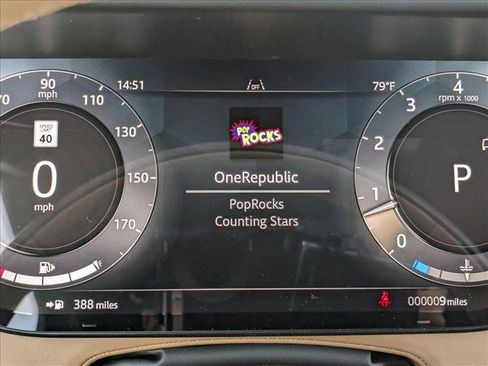 14:51
OFF
79°F
70
90
mph
110
130
150
170
SPEED
LIMIT
40
0
mph
F
POP
ROCKS
OneRepublic
PopRocks
Counting Stars
4
rpm x 1000
3
2
1
0
P
388 miles
000009 miles